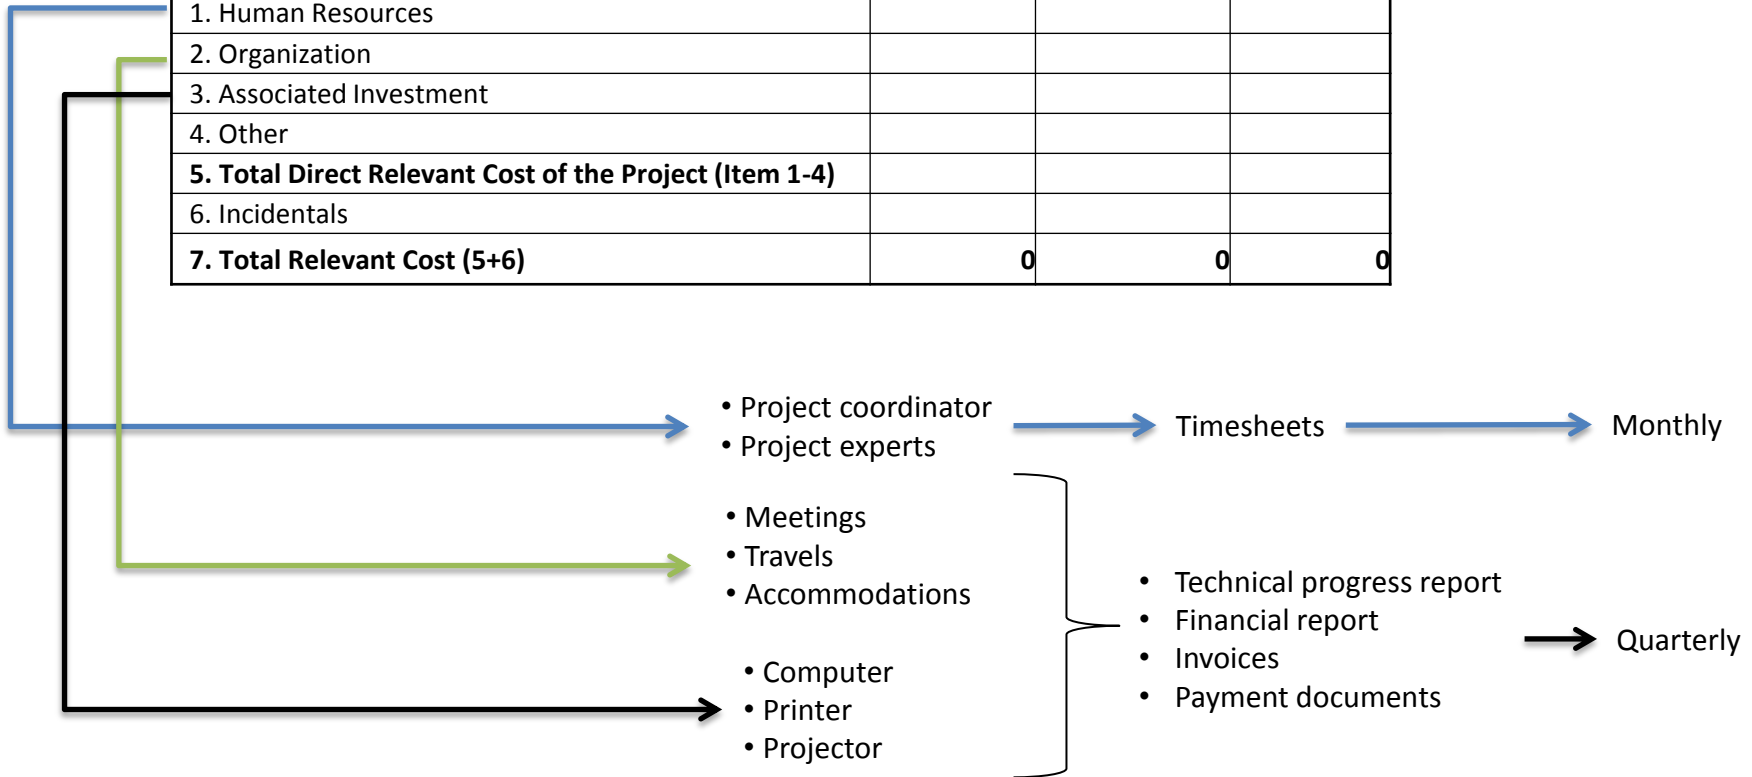 1. Human Resources
2. Organization
3. Associated Investment
4. Other
5. Total Direct Relevant Cost of the Project (Item 1-4)
6. Incidentals
7. Total Relevant Cost (5+6) 0 0 0
• Project coordinator
• Project experts
Timesheets
Monthly
• Meetings
• Travels
• Accommodations
• Computer
• Printer
• Projector
• Technical progress report
• Financial report
• Invoices
• Payment documents
Quarterly